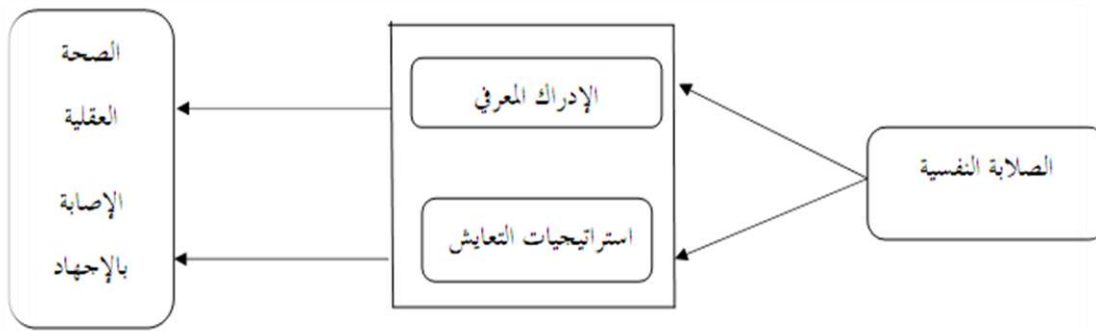 الصلابة النفسية
الإدراك المعرفي
استراتيجيات التعايش
الصحة
العقلية
الإصابة
بالإجهاد